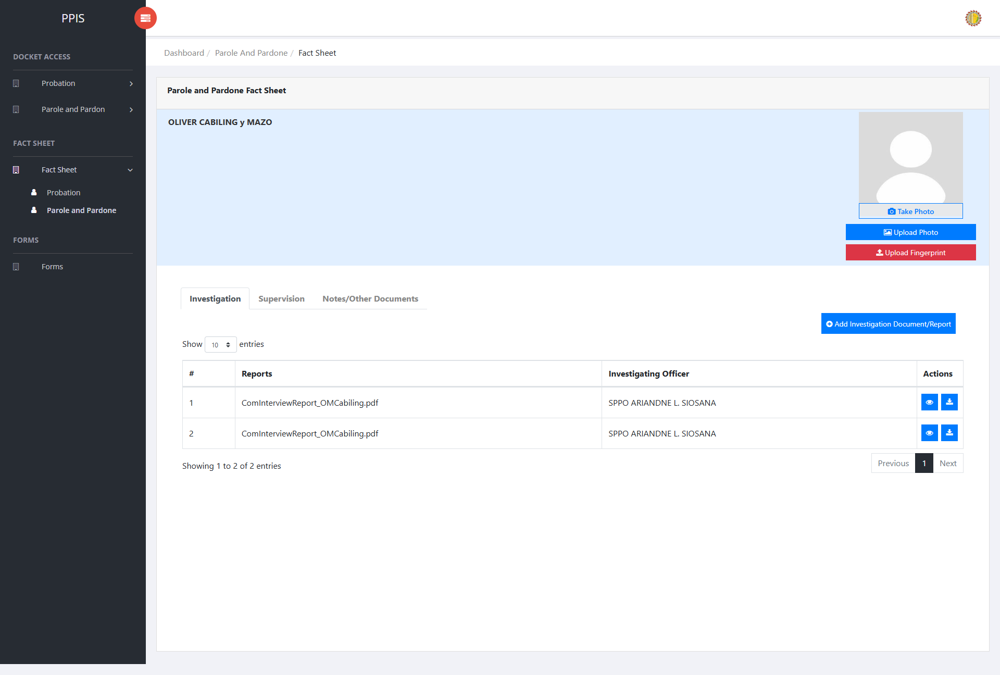 PPIS
DOCKET ACCESS
Probation
Parole and Pardon
FACT SHEET
Fact Sheet
Probation
Parole and Pardone
FORMS
Forms
Dashboard / Parole And Pardone / Fact Sheet
Parole and Pardone Fact Sheet
OLIVER CABILING y MAZO
Take Photo
Upload Photo
Upload Fingerprint
Investigation Supervision Notes/Other Documents
Add Investigation Document/Report
Show 10 entries
# Reports Investigating Officer Actions
1 ComInterviewReport_OMCabiling.pdf SPPO ARIANDNE L. SIOSANA
2 ComInterviewReport_OMCabiling.pdf SPPO ARIANDNE L. SIOSANA
Showing 1 to 2 of 2 entries
Previous 1 Next